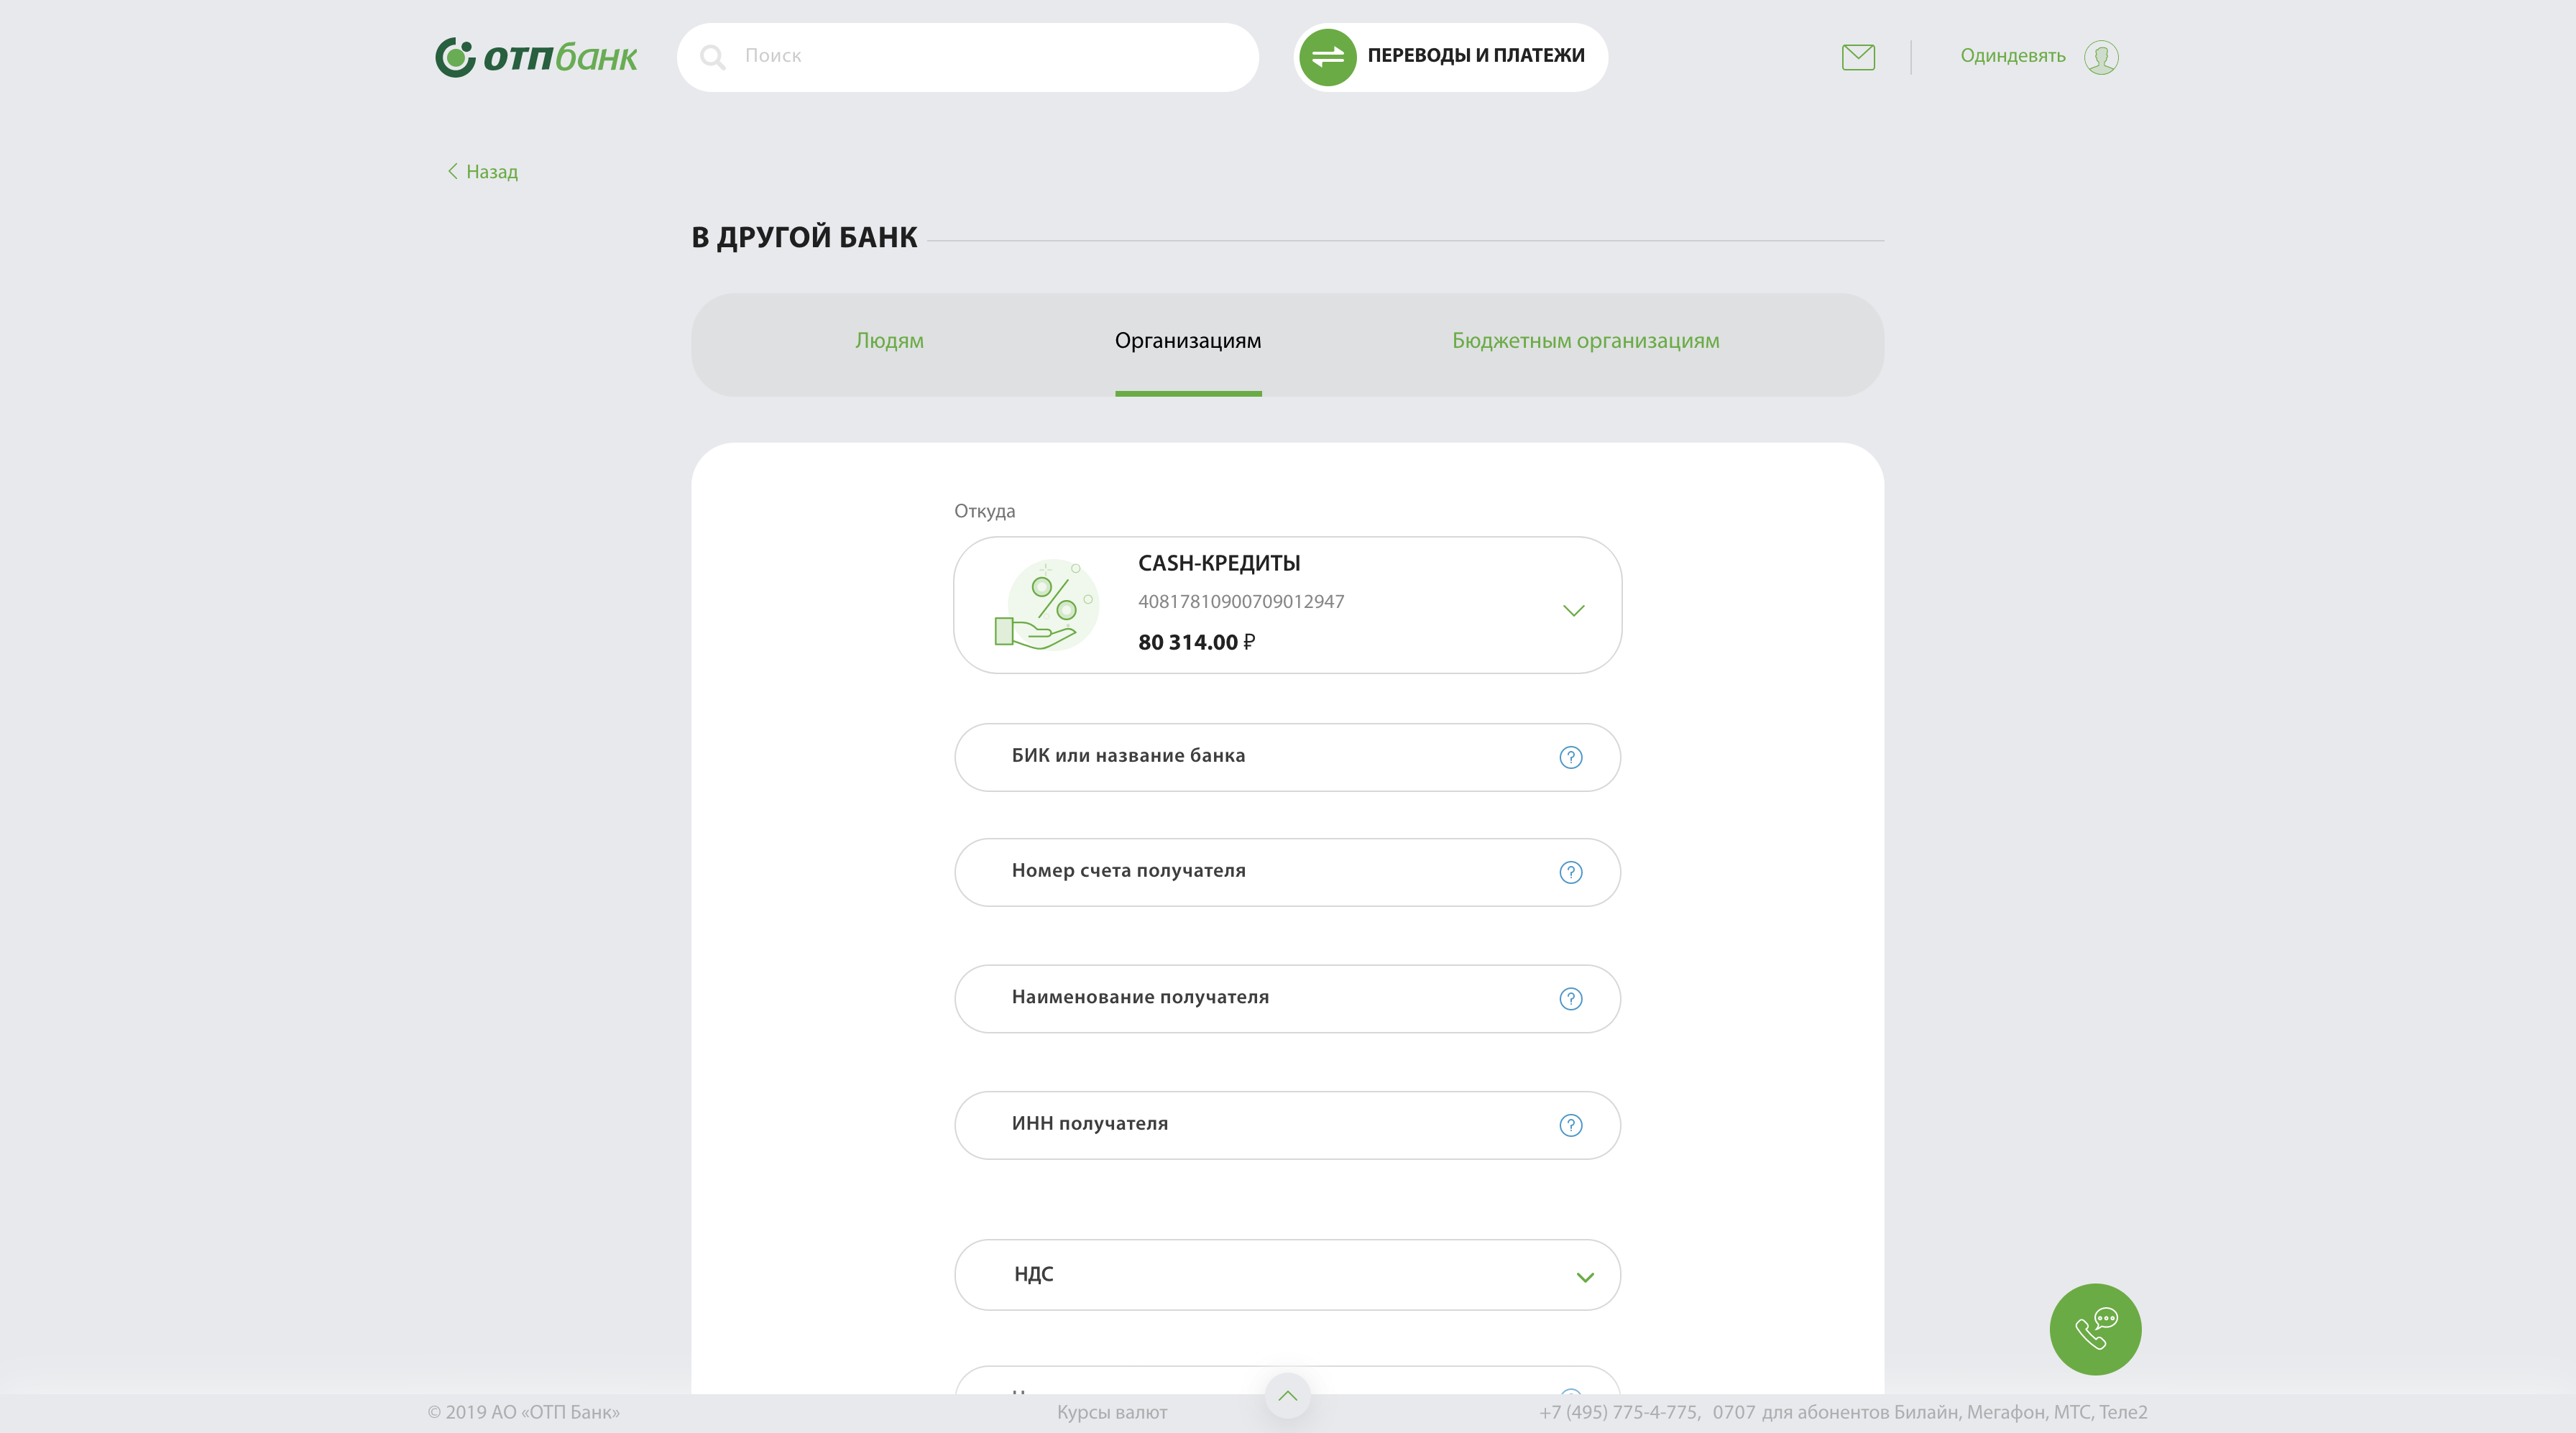 отпбанк
Поиск
ПЕРЕВОДЫ И ПЛАТЕЖИ
Одиндевять
Назад
В ДРУГОЙ БАНК
Людям
Организациям
Бюджетным организациям
Откуда
CASH-КРЕДИТЫ
40817810900709012947
80 314.00 ₽
БИК или название банка
?
Номер счета получателя
?
Наименование получателя
?
ИНН получателя
?
НДС
© 2019 АО «ОТП Банк»
Курсы валют
+7 (495) 775-4-775, 0707 для абонентов Билайн, Мегафон, МТС, Теле2